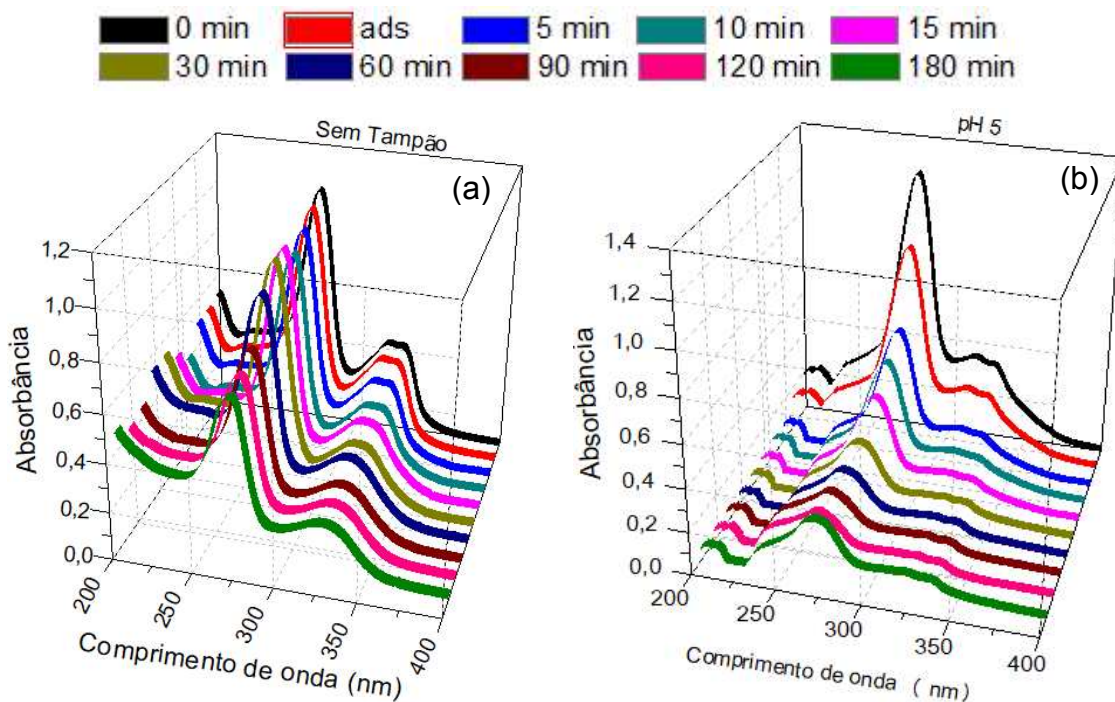 0 min ads 5 min 10 min 15 min
30 min 60 min 90 min 120 min 180 min
Sem Tampão
(a)
1,2
1,0
0,8
0,6
0,4
0,2
0,0
Absorbância
200 250 300 350 400
Comprimento de onda (nm)
pH 5
(b)
1,4
1,2
1,0
0,8
0,6
0,4
0,2
0,0
Absorbância
200 250 300 350 400
Comprimento de onda ( nm)